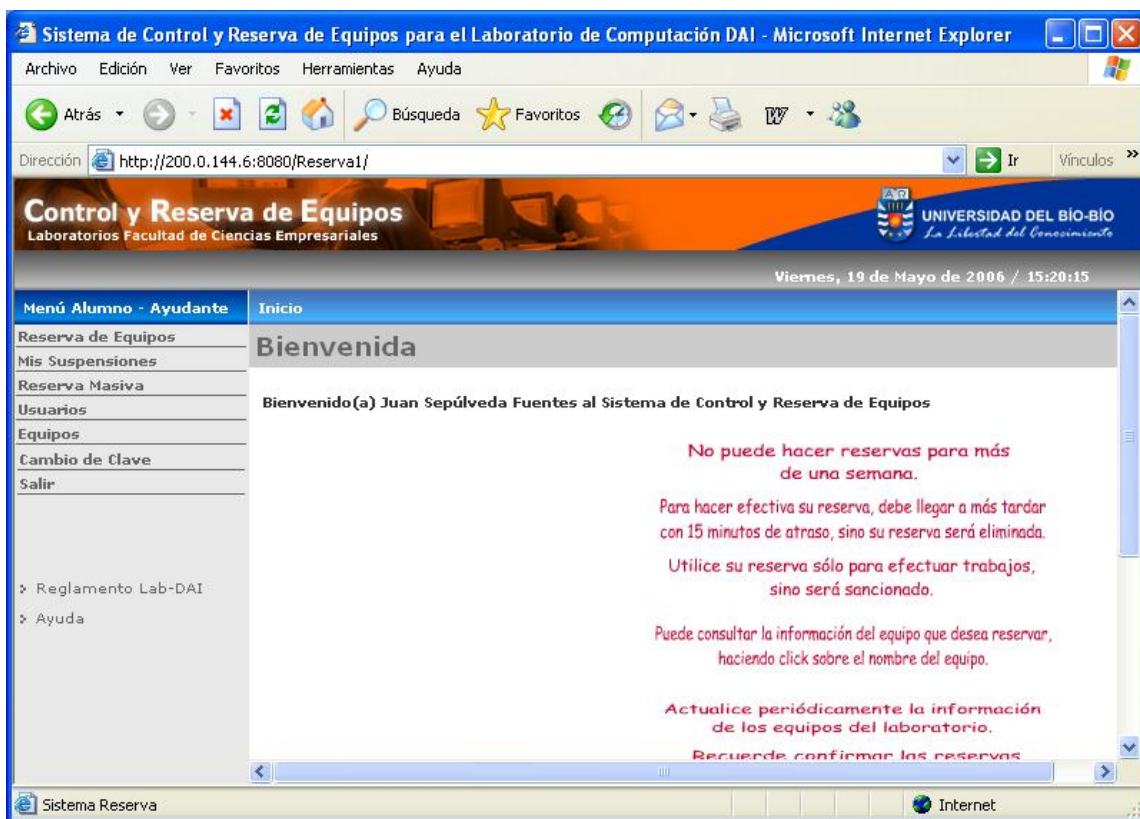 Sistema de Control y Reserva de Equipos para el Laboratorio de Computación DAI - Microsoft Internet Explorer
Archivo Edición Ver Favoritos Herramientas Ayuda
Atrás Búsqueda Favoritos
Dirección http://200.0.144.6:8080/Reserva1/ Ir Vínculos »
Control y Reserva de Equipos
Laboratorios Facultad de Ciencias Empresariales
UNIVERSIDAD DEL BÍO-BÍO
La Libertad del Conocimiento
Viernes, 19 de Mayo de 2006 / 15:20:15
Menú Alumno - Ayudante
Reserva de Equipos
Mis Suspensiones
Reserva Masiva
Usuarios
Equipos
Cambio de Clave
Salir
> Reglamento Lab-DAI
> Ayuda
Inicio
Bienvenida
Bienvenido(a) Juan Sepúlveda Fuentes al Sistema de Control y Reserva de Equipos
No puede hacer reservas para más
de una semana.
Para hacer efectiva su reserva, debe llegar a más tardar
con 15 minutos de atraso, sino su reserva será eliminada.
Utilice su reserva sólo para efectuar trabajos,
sino será sancionado.
Puede consultar la información del equipo que desea reservar,
haciendo click sobre el nombre del equipo.
Actualice periódicamente la información
de los equipos del laboratorio.
Recuerde confirmar las reservas
Sistema Reserva
Internet